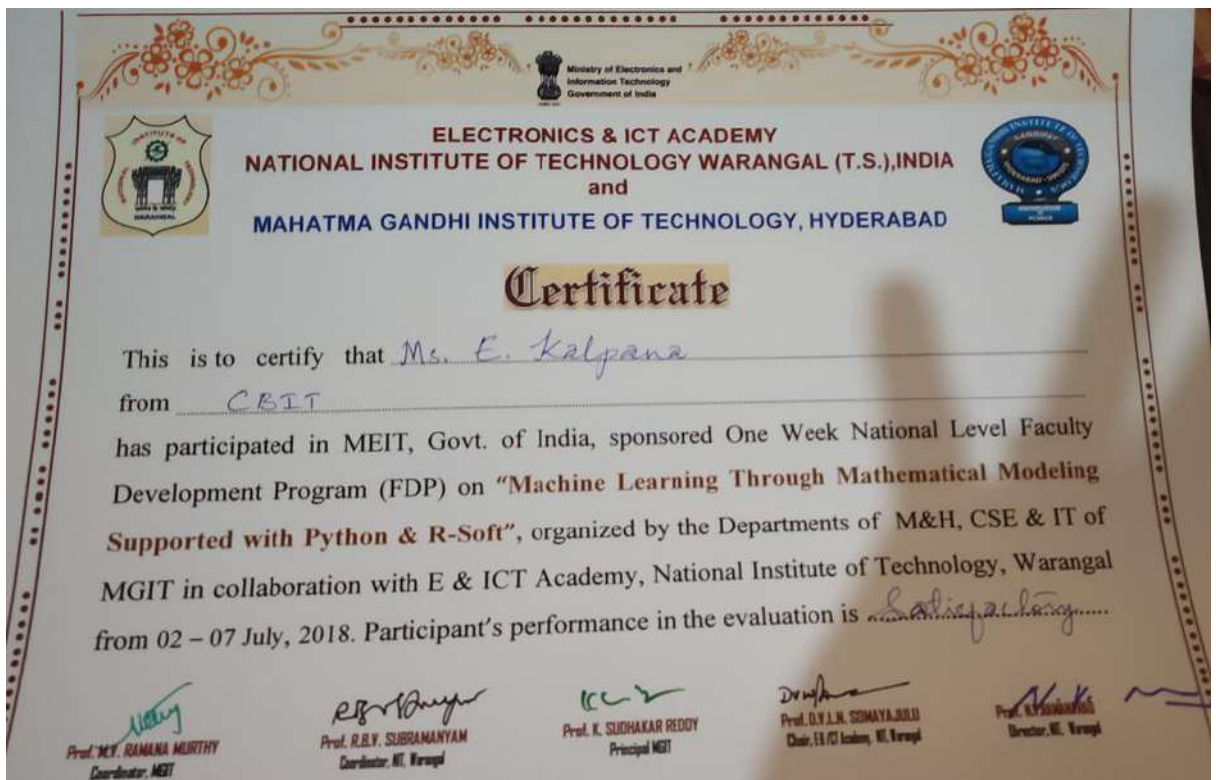 Ministry of Electronics and
Information Technology
Government of India
ELECTRONICS & ICT ACADEMY
NATIONAL INSTITUTE OF TECHNOLOGY WARANGAL (T.S.),INDIA
and
MAHATMA GANDHI INSTITUTE OF TECHNOLOGY, HYDERABAD
WARANGAL
Certificate
This is to certify that Ms. E. Kalpana
from CBIT
has participated in MEIT, Govt. of India, sponsored One Week National Level Faculty
Development Program (FDP) on "Machine Learning Through Mathematical Modeling
Supported with Python & R-Soft", organized by the Departments of M&H, CSE & IT of
MGIT in collaboration with E & ICT Academy, National Institute of Technology, Warangal
from 02 – 07 July, 2018. Participant's performance in the evaluation is Satisfactory
Prof. M.V. RAMANA MURTHY
Coordinator, MGIT
Prof. R.B.V. SUBRAMANYAM
Coordinator, NIT, Warangal
Prof. K. SUDHAKAR REDDY
Principal MGIT
Prof. D.V.L.N. SOMAYAJULU
Chair, E & ICT Academy, NIT, Warangal
Director, NIT, Warangal